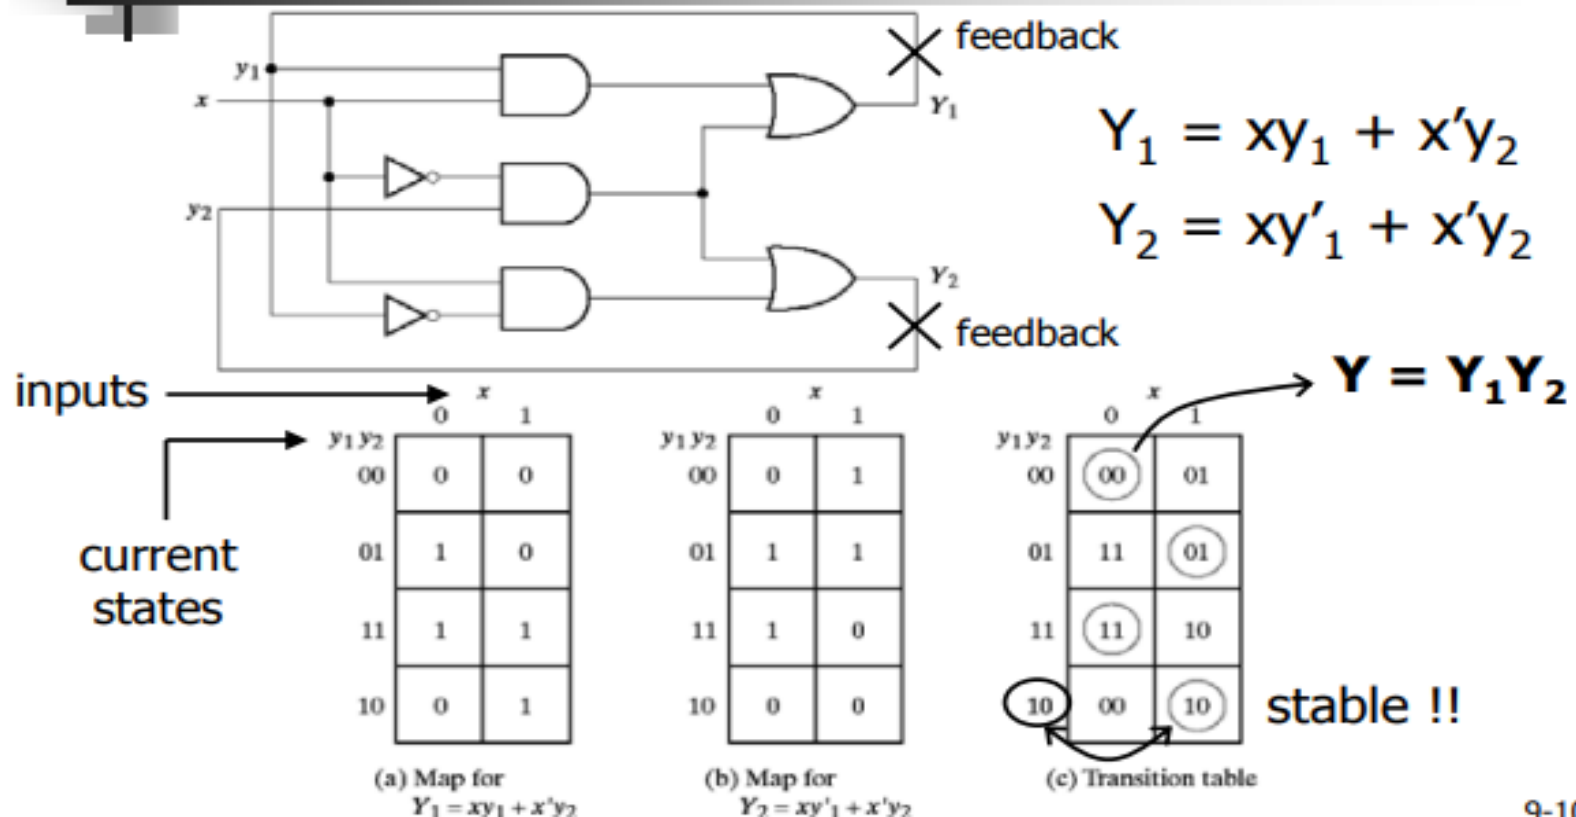 feedback
y₁
x
Y₁
Y₁ = xy₁ + x′y₂
y₂
Y₂ = xy′₁ + x′y₂
Y₂
feedback
Y = Y₁Y₂
inputs
x
0 1
y₁y₂
00 0 0
01 1 0
11 1 1
10 0 1
(a) Map for
Y₁ = xy₁ + x'y₂
x
0 1
y₁y₂
00 0 1
01 1 1
11 1 0
10 0 0
(b) Map for
Y₂ = xy'₁ + x'y₂
x
0 1
y₁y₂
00 00 01
01 11 01
11 11 10
10 00 10
(c) Transition table
current
states
stable !!